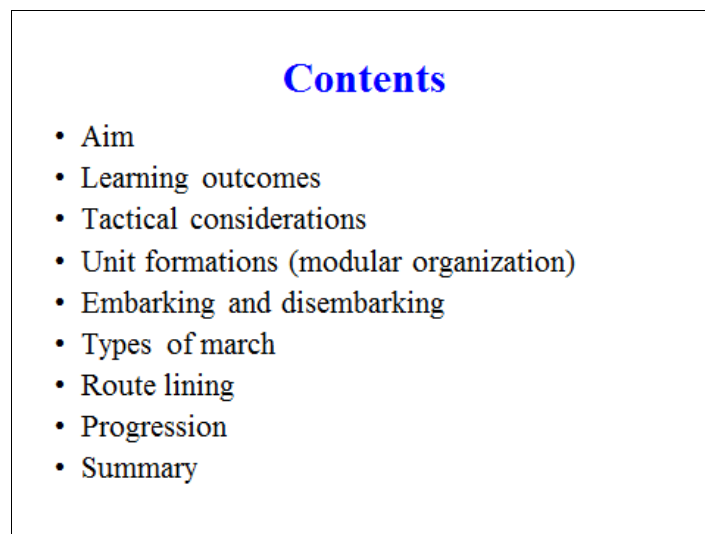 Contents
• Aim
• Learning outcomes
• Tactical considerations
• Unit formations (modular organization)
• Embarking and disembarking
• Types of march
• Route lining
• Progression
• Summary